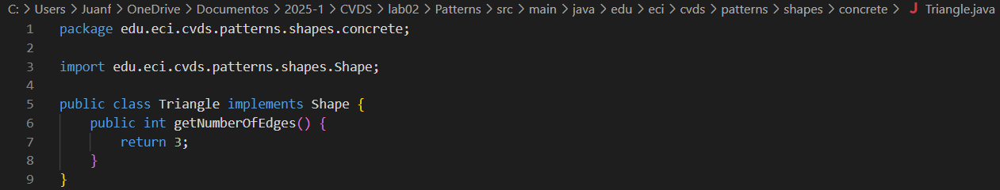 C: > Users > Juanf > OneDrive > Documentos > 2025-1 > CVDS > lab02 > Patterns > src > main > java > edu > eci > cvds > patterns > shapes > concrete > J Triangle.java
1 package edu.eci.cvds.patterns.shapes.concrete;
2
3 import edu.eci.cvds.patterns.shapes.Shape;
4
5 public class Triangle implements Shape {
6     public int getNumberOfEdges() {
7         return 3;
8     }
9 }